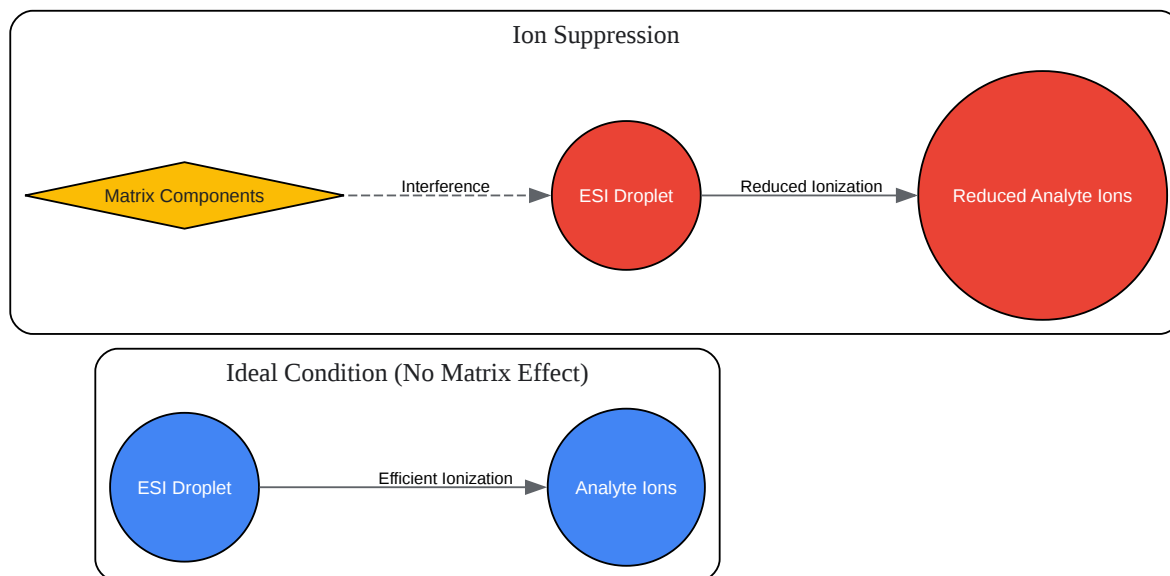 Ion Suppression
Matrix Components
Interference
ESI Droplet
Reduced Ionization
Reduced Analyte Ions
Ideal Condition (No Matrix Effect)
ESI Droplet
Efficient Ionization
Analyte Ions